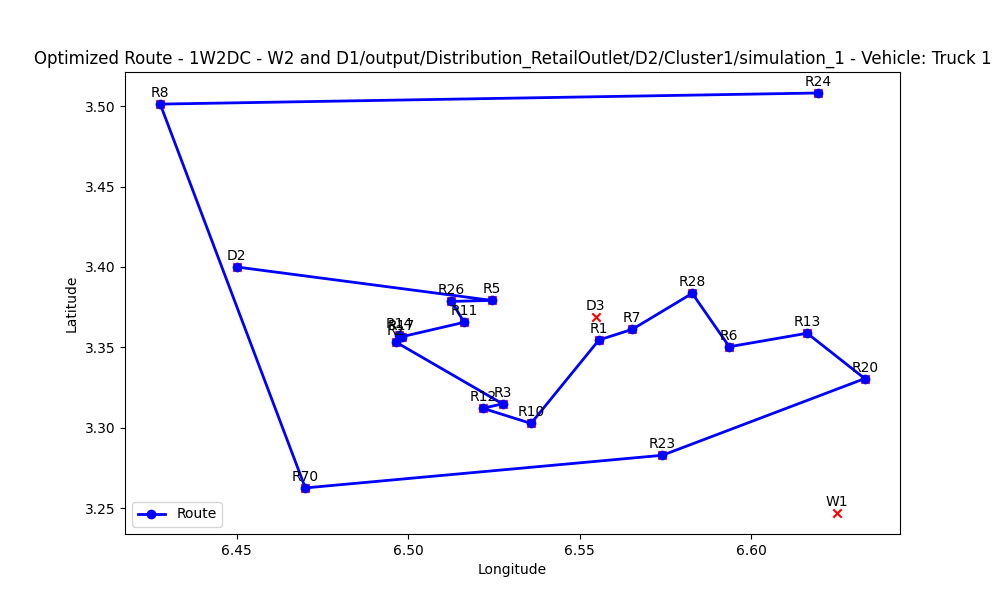 Optimized Route - 1W2DC - W2 and D1/output/Distribution_RetailOutlet/D2/Cluster1/simulation_1 - Vehicle: Truck 1
R8
R24
3.50
3.45
D2
3.40
R26
R5
R28
D3
R11
R14
R17
R1
R7
R13
R6
3.35
R20
R12
R3
R10
3.30
R23
R70
W1
3.25
Route
6.45
6.50
6.55
6.60
Longitude
Latitude